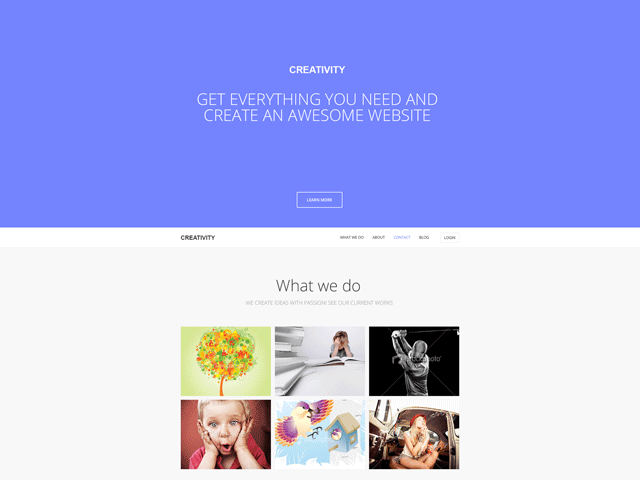 CREATIVITY
GET EVERYTHING YOU NEED AND
CREATE AN AWESOME WEBSITE
LEARN MORE
CREATIVITY
WHAT WE DO
ABOUT
CONTACT
BLOG
LOGIN
What we do
WE CREATE IDEAS WITH PASSION! SEE OUR CURRENT WORKS